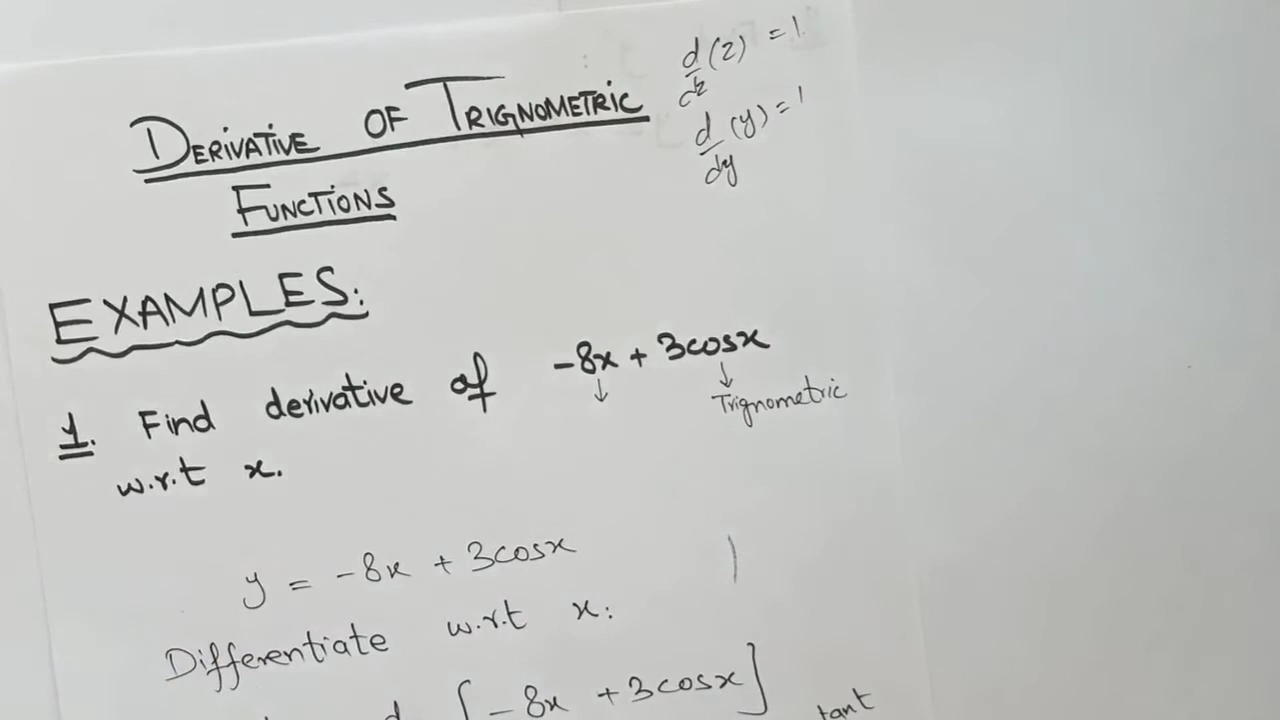 DERIVATIVE OF TRIGNOMETRIC
FUNCTIONS
d/dz (z) = 1
d/dy (y) = 1
EXAMPLES:
1. Find derivative of -8x + 3cosx
↓ ↓
Trignometric
w.r.t x.
y = -8x + 3cosx
Differentiate w.r.t x:
d [-8x + 3cosx]
tant